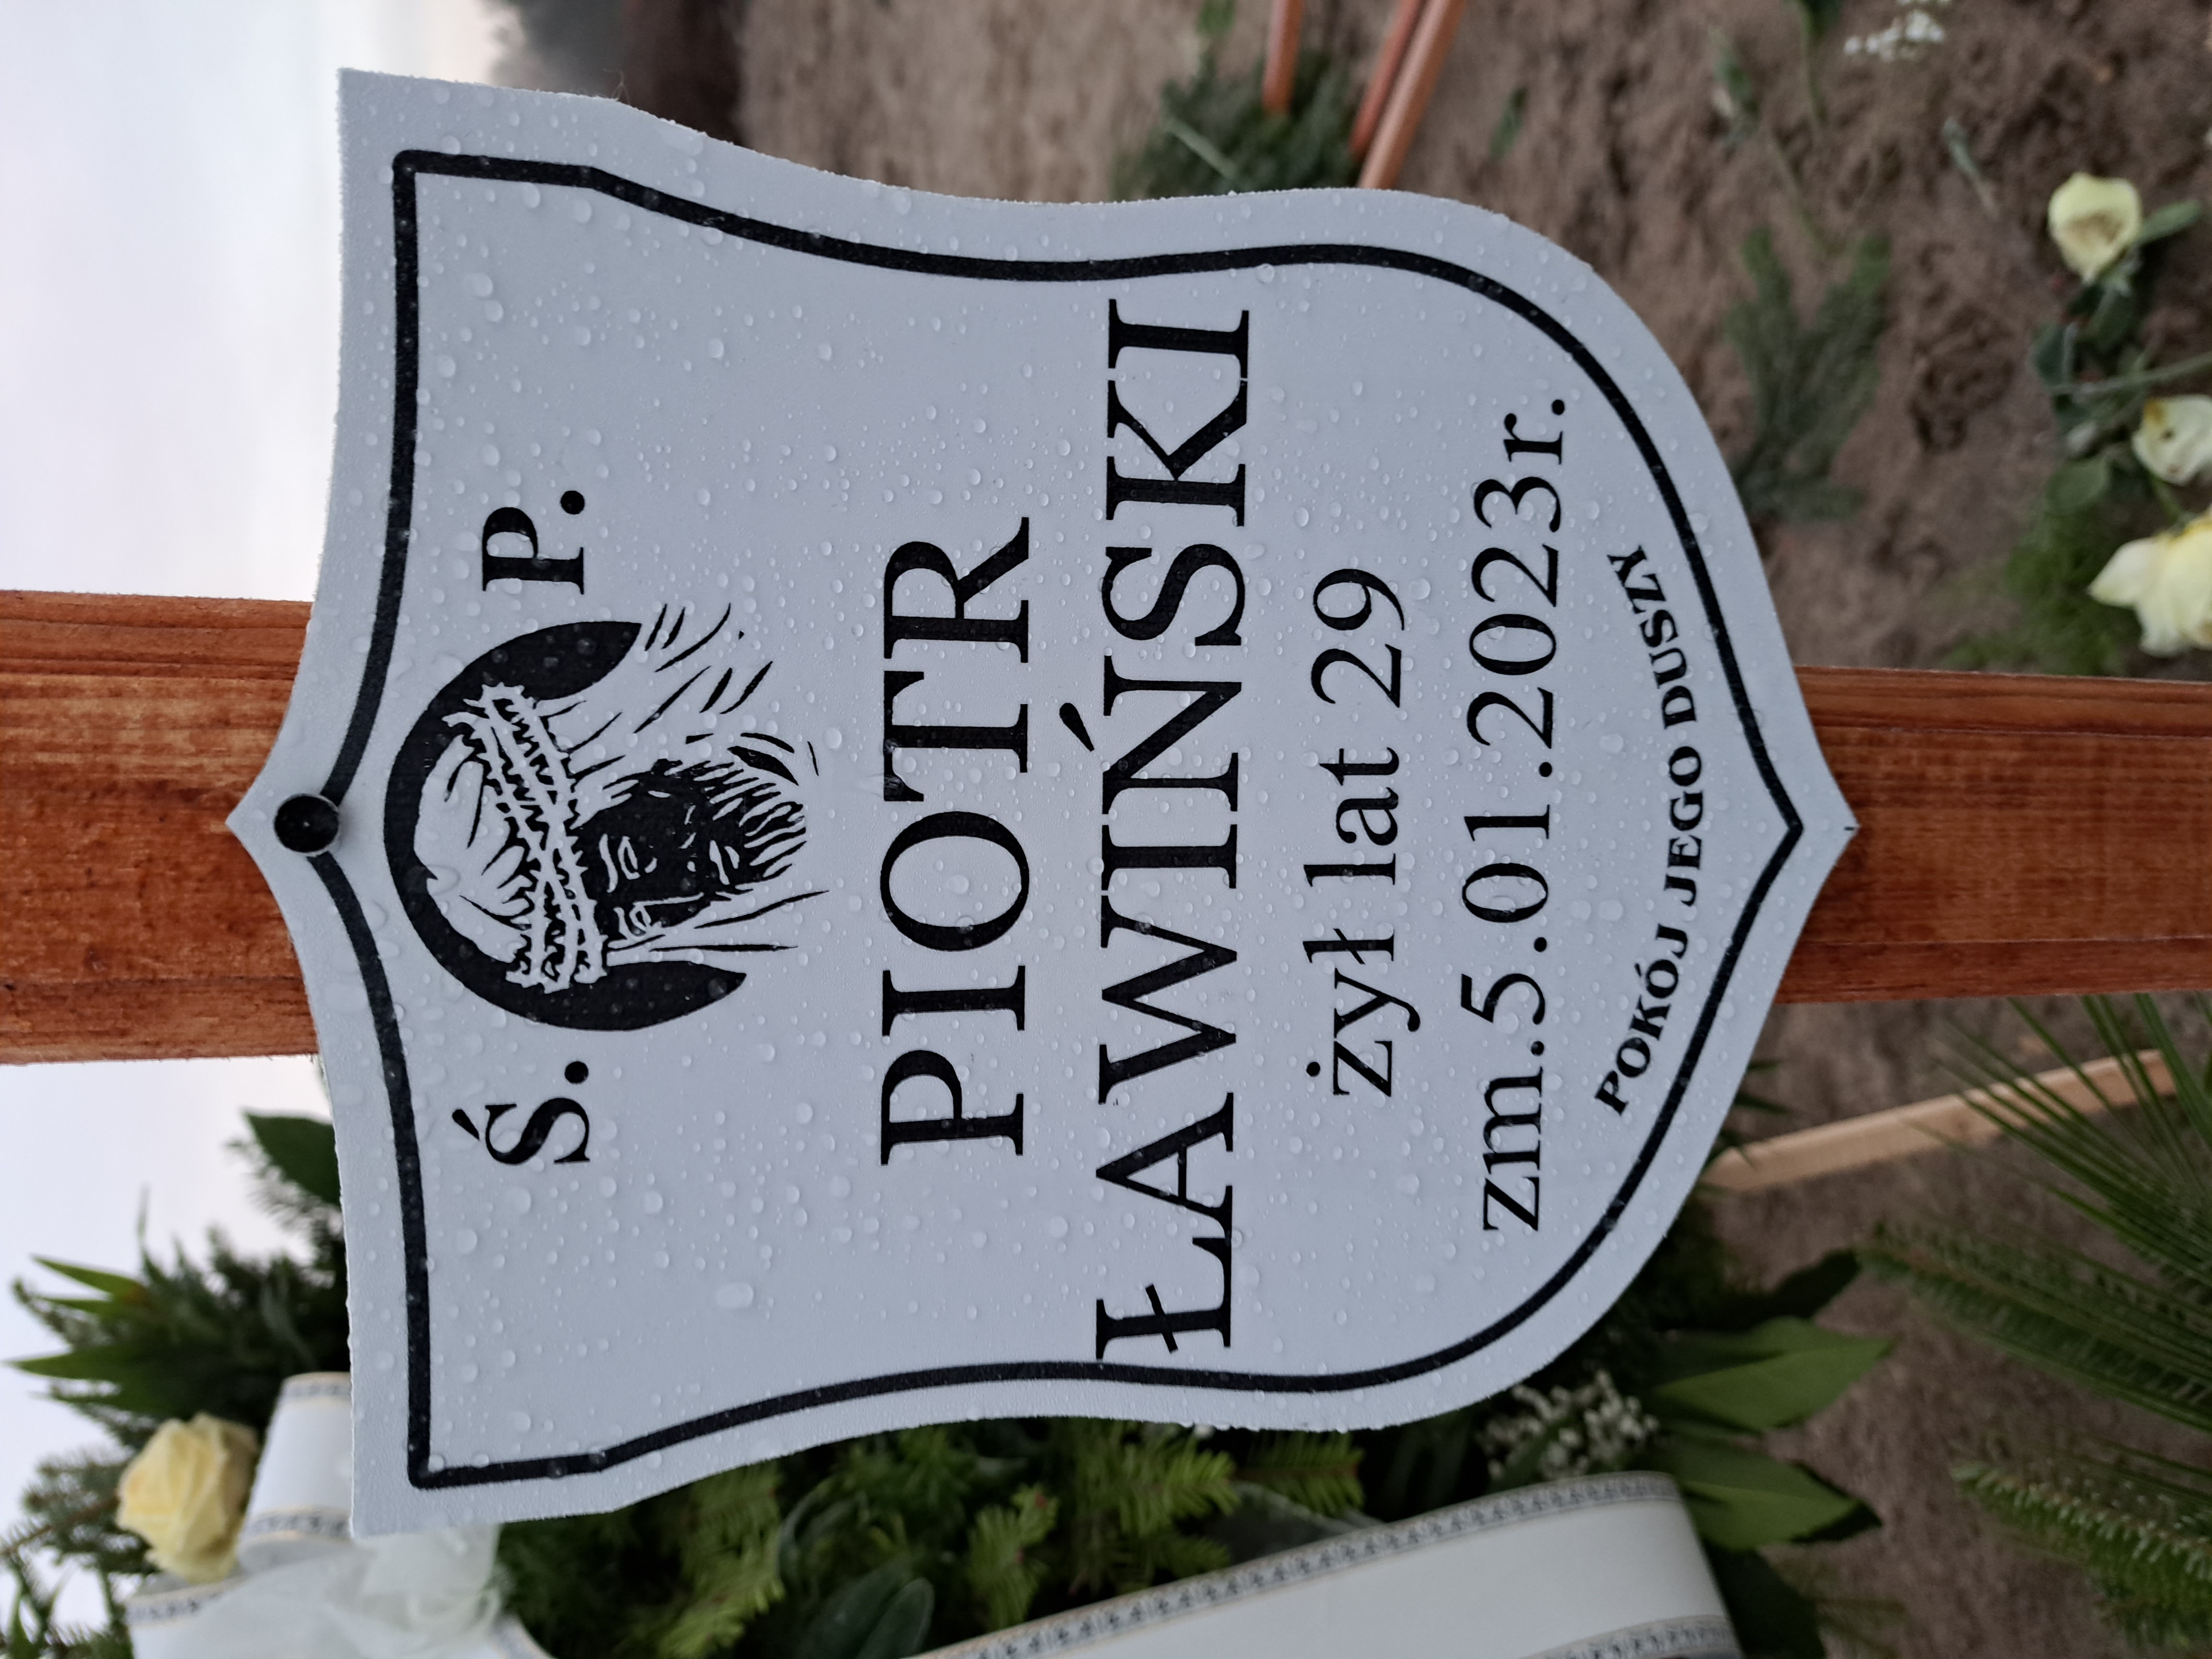 Ś. P.
PIOTR
ŁAWIŃSKI
żył lat 29
zm.5.01.2023r.
POKÓJ JEGO DUSZY